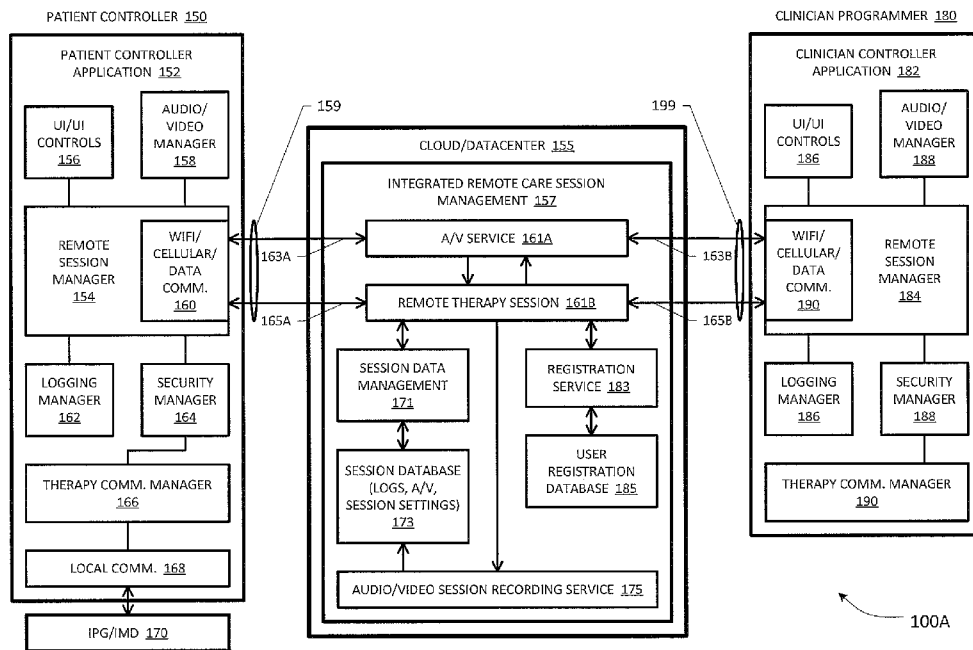 PATIENT CONTROLLER 150
PATIENT CONTROLLER
APPLICATION 152
UI/UI
CONTROLS
156
AUDIO/
VIDEO
MANAGER
158
REMOTE
SESSION
MANAGER
154
WIFI/
CELLULAR/
DATA
COMM.
160
LOGGING
MANAGER
162
SECURITY
MANAGER
164
THERAPY COMM. MANAGER
166
LOCAL COMM. 168
IPG/IMD 170
159
163A
165A
CLOUD/DATACENTER 155
INTEGRATED REMOTE CARE SESSION
MANAGEMENT 157
A/V SERVICE 161A
REMOTE THERAPY SESSION 161B
SESSION DATA
MANAGEMENT
171
REGISTRATION
SERVICE 183
SESSION DATABASE
(LOGS, A/V,
SESSION SETTINGS)
173
USER
REGISTRATION
DATABASE 185
AUDIO/VIDEO SESSION RECORDING SERVICE 175
199
163B
165B
CLINICIAN PROGRAMMER 180
CLINICIAN CONTROLLER
APPLICATION 182
UI/UI
CONTROLS
186
AUDIO/
VIDEO
MANAGER
188
WIFI/
CELLULAR/
DATA
COMM.
190
REMOTE
SESSION
MANAGER
184
LOGGING
MANAGER
186
SECURITY
MANAGER
188
THERAPY COMM. MANAGER
190
100A